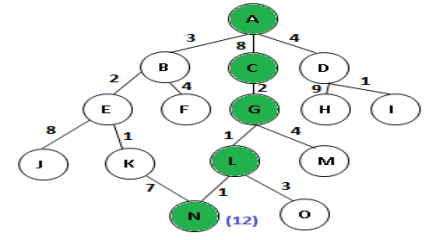 A
3 8 4
B C D
2 4 2 9 1
E F G H I
8 1 1 4
J K L M
7 1 3
N (12) O